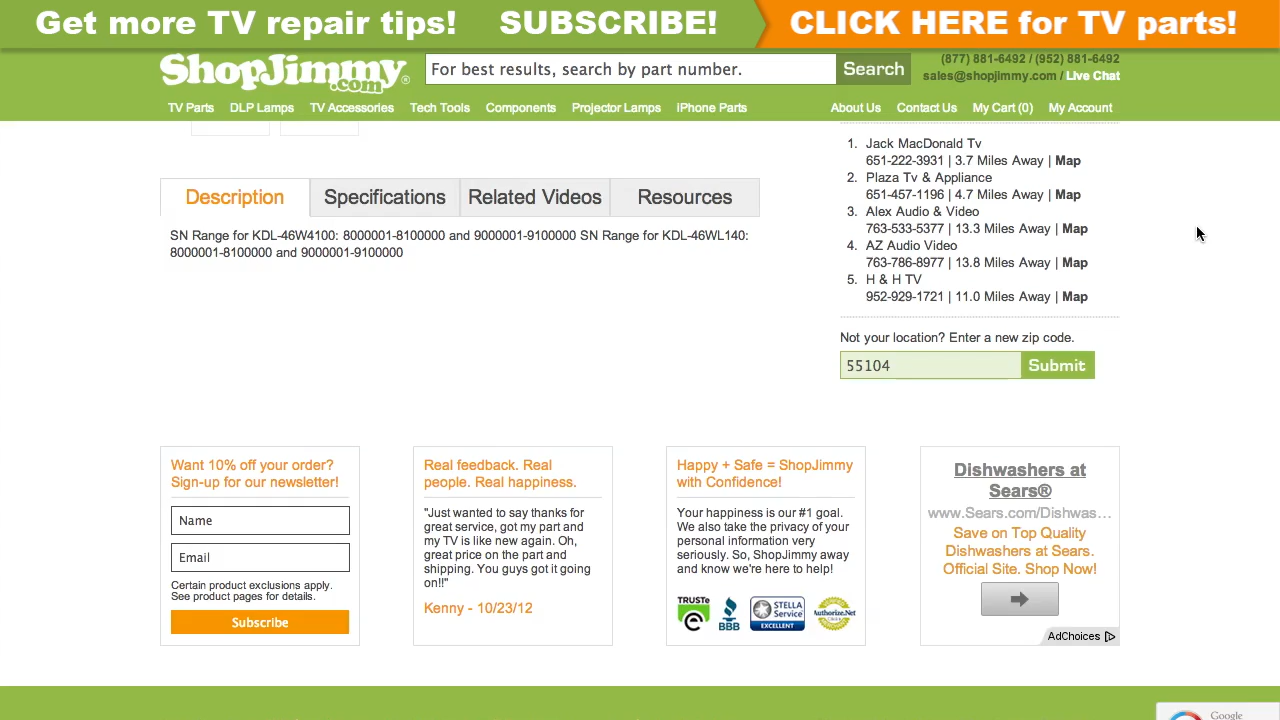 Get more TV repair tips! SUBSCRIBE! CLICK HERE for TV parts!
ShopJimmy.com®
For best results, search by part number.
Search
(877) 881-6492 / (952) 881-6492
sales@shopjimmy.com / Live Chat
TV Parts DLP Lamps TV Accessories Tech Tools Components Projector Lamps iPhone Parts About Us Contact Us My Cart (0) My Account
1. Jack MacDonald Tv
651-222-3931 | 3.7 Miles Away | Map
2. Plaza Tv & Appliance
651-457-1196 | 4.7 Miles Away | Map
3. Alex Audio & Video
763-533-5377 | 13.3 Miles Away | Map
4. AZ Audio Video
763-786-8977 | 13.8 Miles Away | Map
5. H & H TV
952-929-1721 | 11.0 Miles Away | Map
Not your location? Enter a new zip code.
55104 Submit
Description Specifications Related Videos Resources
SN Range for KDL-46W4100: 8000001-8100000 and 9000001-9100000 SN Range for KDL-46WL140:
8000001-8100000 and 9000001-9100000
Want 10% off your order?
Sign-up for our newsletter!
Name
Email
Certain product exclusions apply.
See product pages for details.
Subscribe
Real feedback. Real
people. Real happiness.
"Just wanted to say thanks for
great service, got my part and
my TV is like new again. Oh,
great price on the part and
shipping. You guys got it going
on!!"
Kenny - 10/23/12
Happy + Safe = ShopJimmy
with Confidence!
Your happiness is our #1 goal.
We also take the privacy of your
personal information very
seriously. So, ShopJimmy away
and know we're here to help!
TRUSTe
BBB
STELLA
Service
EXCELLENT
Authorize.Net
Dishwashers at
Sears®
www.Sears.com/Dishwas...
Save on Top Quality
Dishwashers at Sears.
Official Site. Shop Now!
AdChoices
Google